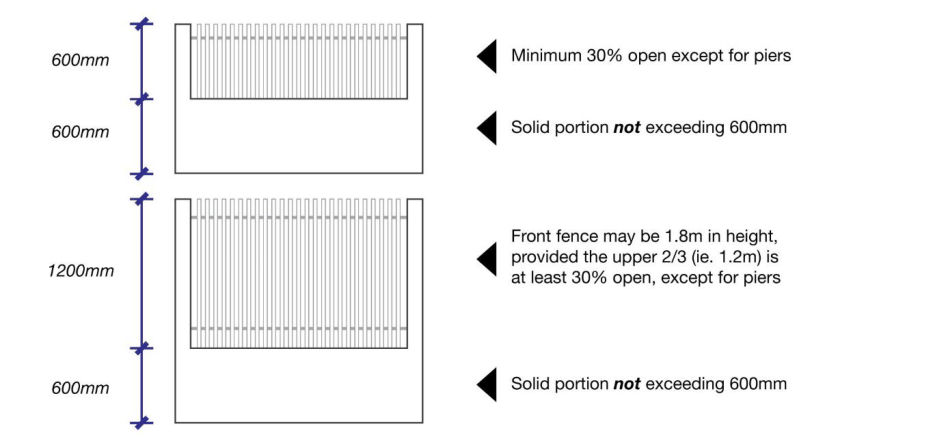 600mm
Minimum 30% open except for piers
600mm
Solid portion not exceeding 600mm
1200mm
Front fence may be 1.8m in height,
provided the upper 2/3 (ie. 1.2m) is
at least 30% open, except for piers
600mm
Solid portion not exceeding 600mm